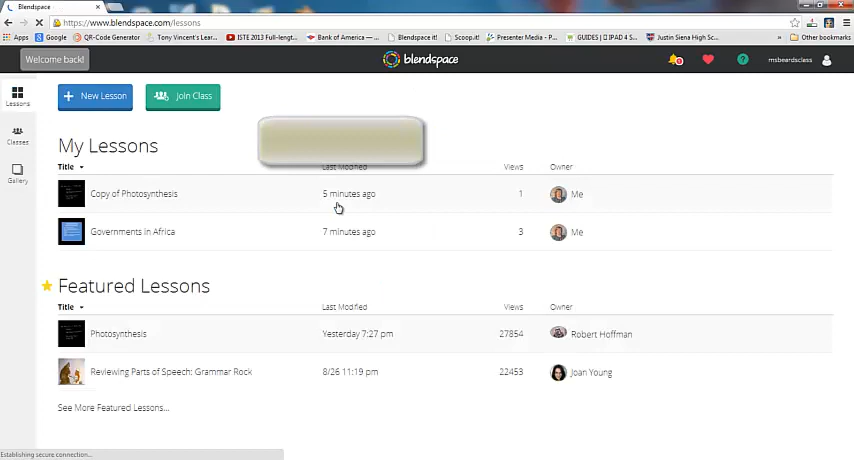 Blendspace
https://www.blendspace.com/lessons
Apps Google QR-Code Generator Tony Vincent's Lear... ISTE 2013 Full-lengt... Bank of America — ... Blendspace it! Scoop.it! Presenter Media - P... GUIDES | IPAD 4 S... Justin Siena High Sc... » Other bookmarks
Welcome back! blendspace ? msbeardsclass
Lessons
Classes
Gallery
+ New Lesson Join Class
My Lessons
Title Last Modified Views Owner
Copy of Photosynthesis 5 minutes ago 1 Me
Governments in Africa 7 minutes ago 3 Me
Featured Lessons
Title Last Modified Views Owner
Photosynthesis Yesterday 7:27 pm 27854 Robert Hoffman
Reviewing Parts of Speech: Grammar Rock 8/26 11:19 pm 22453 Joan Young
See More Featured Lessons...
Establishing secure connection...